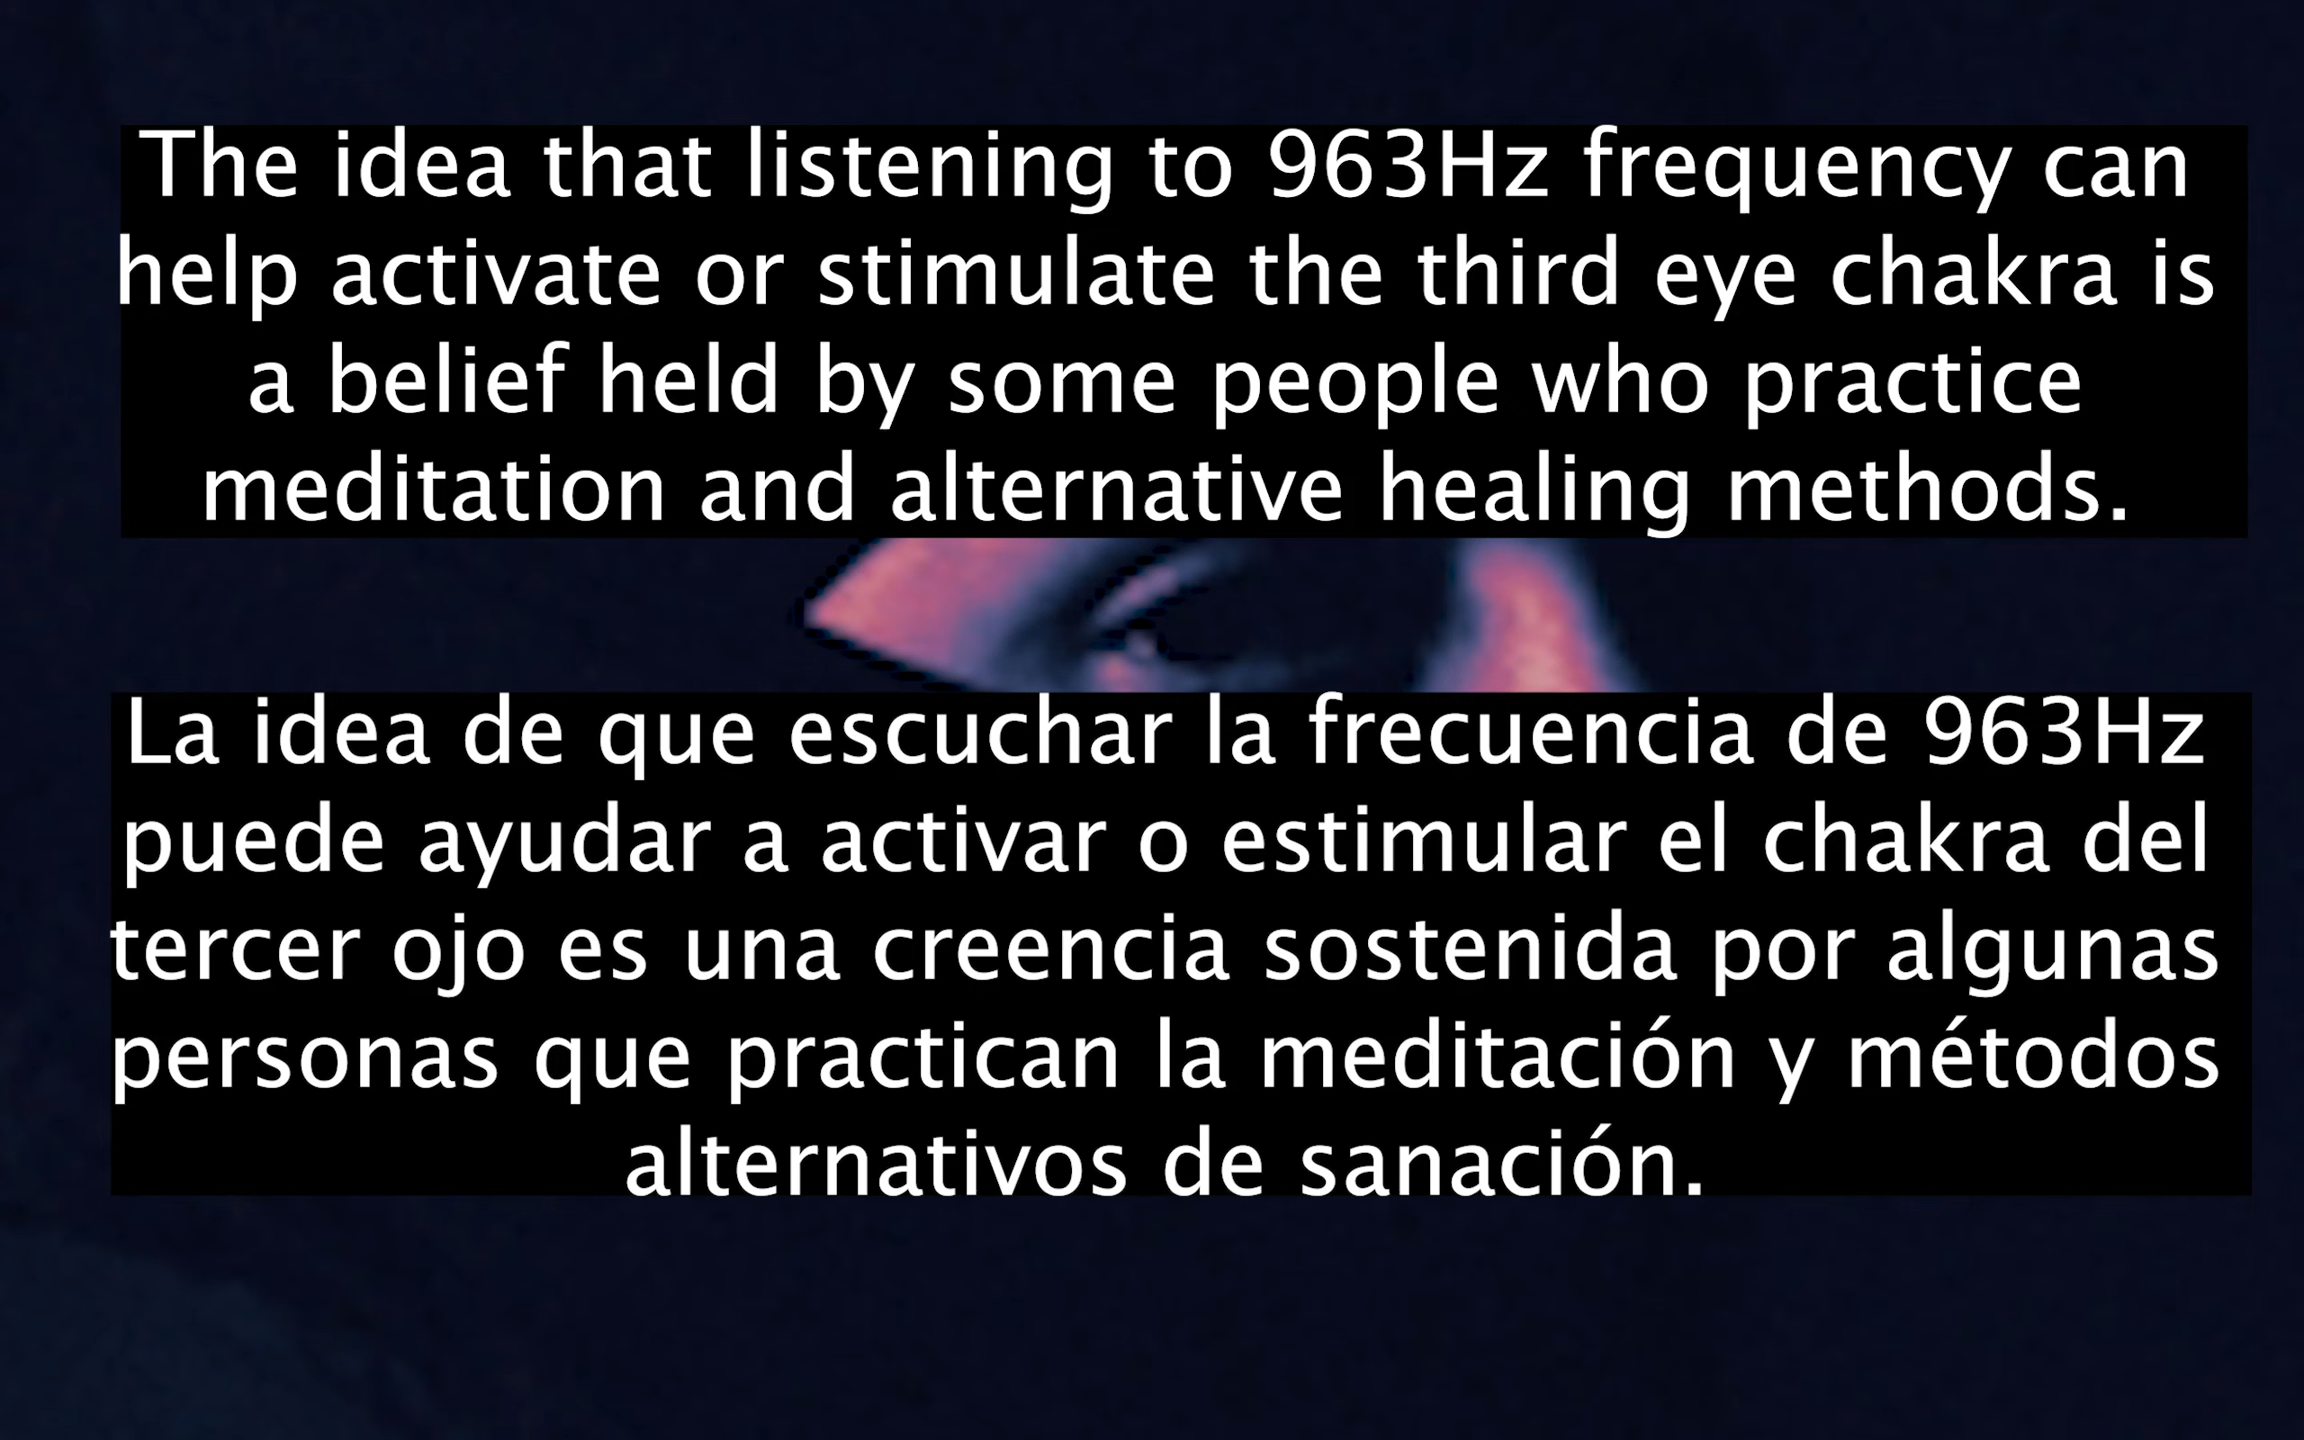 The idea that listening to 963Hz frequency can
help activate or stimulate the third eye chakra is
a belief held by some people who practice
meditation and alternative healing methods.
La idea de que escuchar la frecuencia de 963Hz
puede ayudar a activar o estimular el chakra del
tercer ojo es una creencia sostenida por algunas
personas que practican la meditación y métodos
alternativos de sanación.